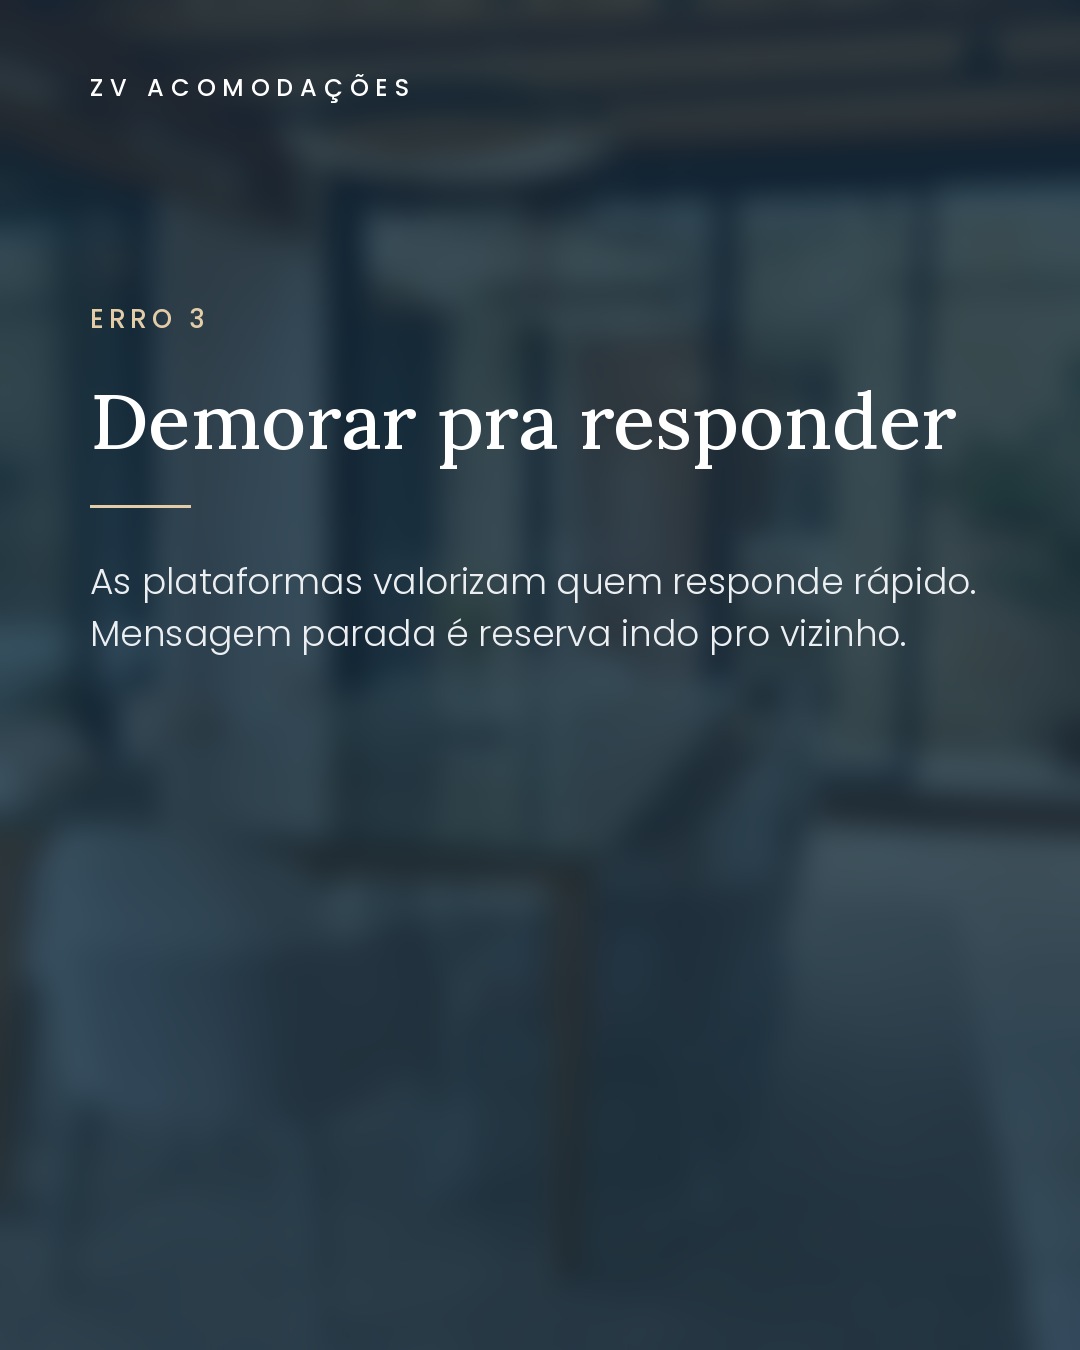 ZV ACOMODAÇÕES
ERRO 3
Demorar pra responder
As plataformas valorizam quem responde rápido.
Mensagem parada é reserva indo pro vizinho.